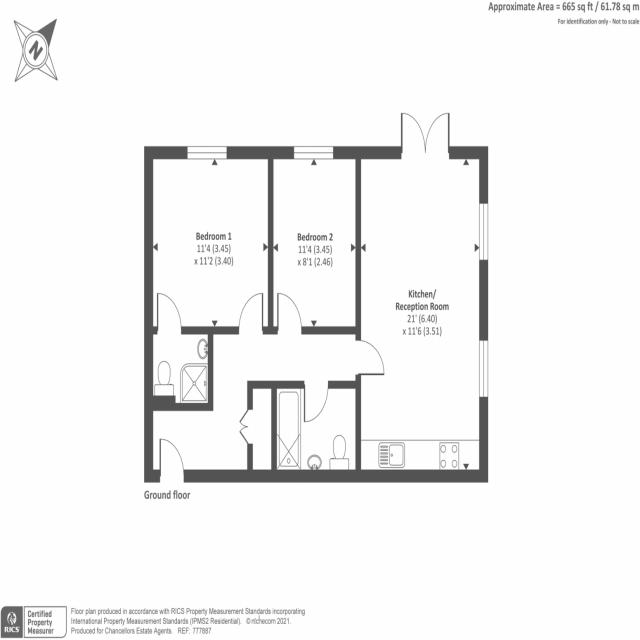 Approximate Area = 665 sq ft / 61.78 sq m
For identification only - Not to scale
N
Bedroom 1
11'4 (3.45)
x 11'2 (3.40)
Bedroom 2
11'4 (3.45)
x 8'1 (2.46)
Kitchen/
Reception Room
21' (6.40)
x 11'6 (3.51)
Ground floor
RICS
Certified
Property
Measurer
Floor plan produced in accordance with RICS Property Measurement Standards incorporating
International Property Measurement Standards (IPMS2 Residential). © nichecom 2021.
Produced for Chancellors Estate Agents. REF: 777887